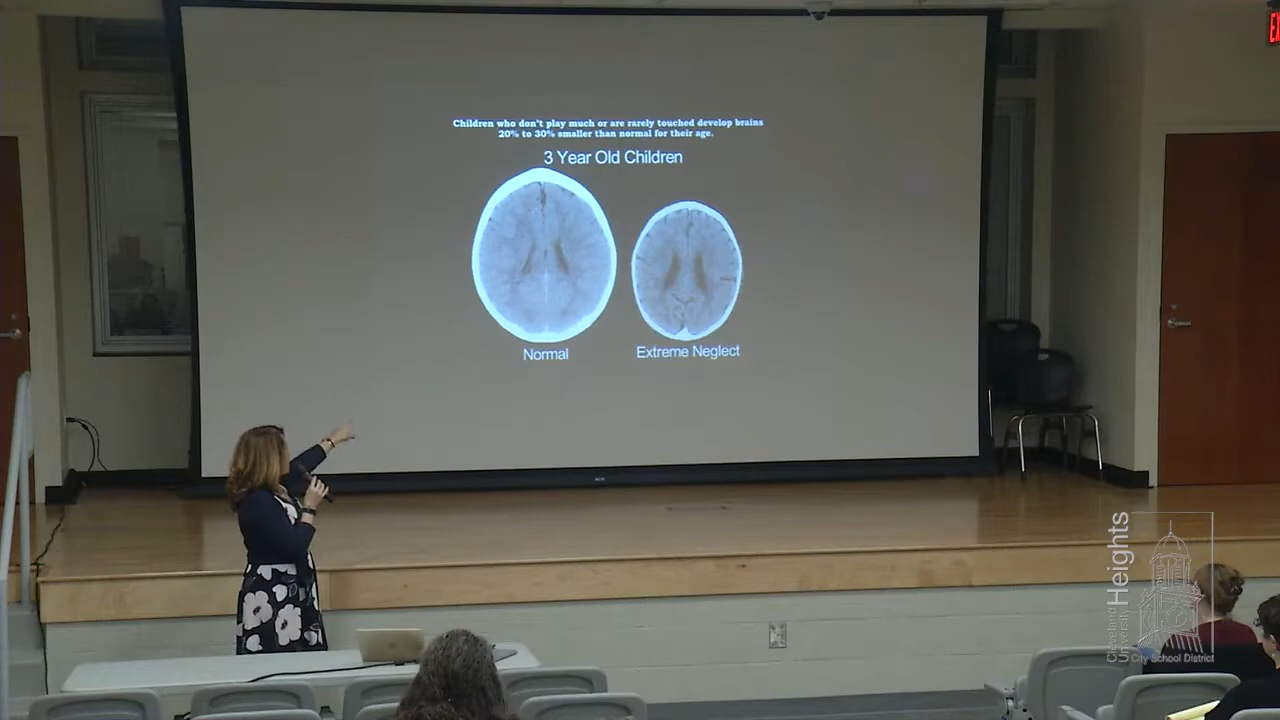 Children who don't play much or are rarely touched develop brains
20% to 30% smaller than normal for their age.
3 Year Old Children
Normal
Extreme Neglect
Cleveland
University
Heights
City School District